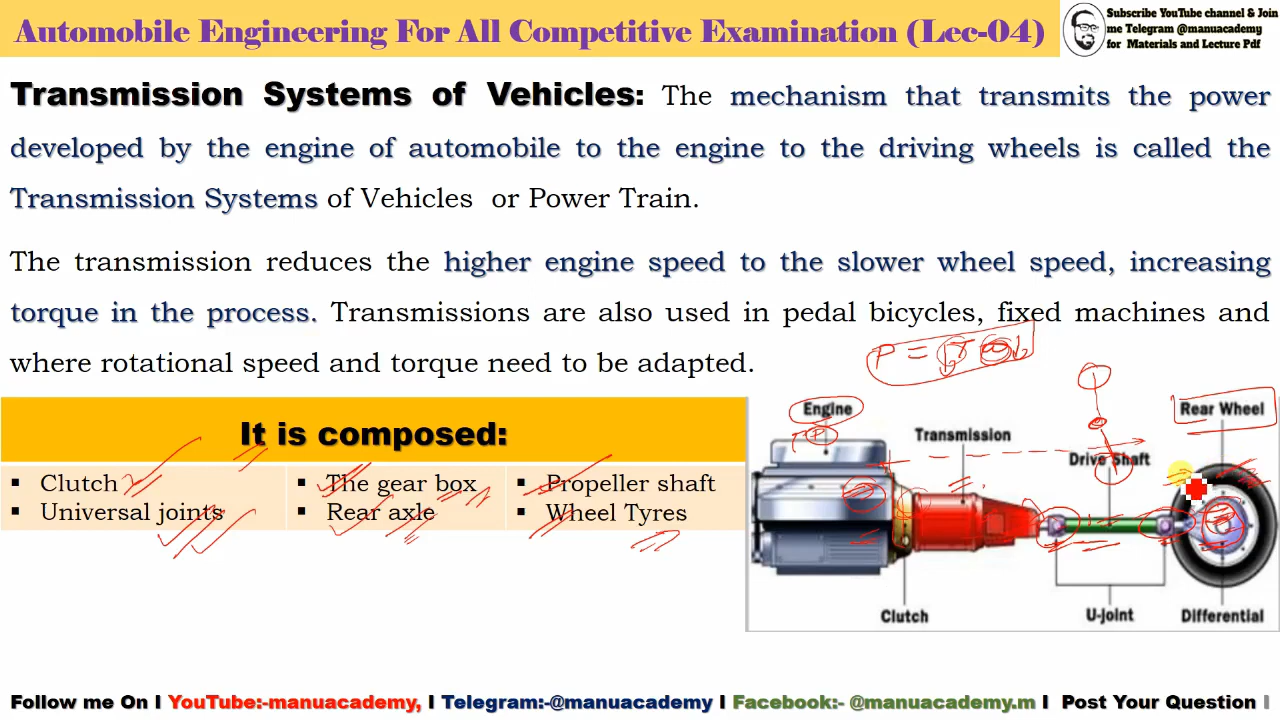 Automobile Engineering For All Competitive Examination (Lec-04)
Subscribe YouTube channel & Join
me Telegram @manuacademy
for Materials and Lecture Pdf
Transmission Systems of Vehicles: The mechanism that transmits the power
developed by the engine of automobile to the engine to the driving wheels is called the
Transmission Systems of Vehicles or Power Train.
The transmission reduces the higher engine speed to the slower wheel speed, increasing
torque in the process. Transmissions are also used in pedal bicycles, fixed machines and
where rotational speed and torque need to be adapted.
It is composed:
▪ Clutch ▪ The gear box ▪ Propeller shaft
▪ Universal joints ▪ Rear axle ▪ Wheel Tyres
Engine
Transmission
Drive Shaft
Rear Wheel
Clutch
U-joint
Differential
Follow me On I YouTube:-manuacademy, I Telegram:-@manuacademy I Facebook:- @manuacademy.m I Post Your Question I